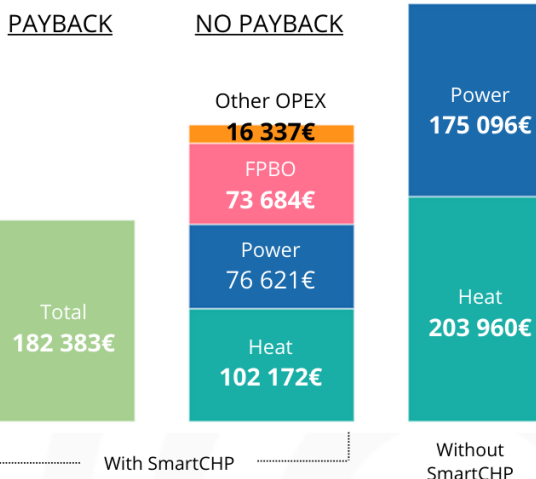 PAYBACK
NO PAYBACK
Other OPEX
16 337€
FPBO
73 684€
Power
76 621€
Heat
102 172€
Total
182 383€
Power
175 096€
Heat
203 960€
With SmartCHP
Without
SmartCHP